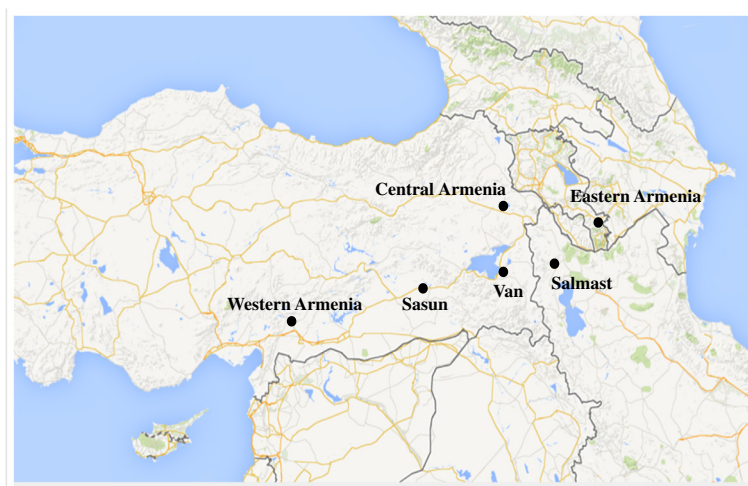 Central Armenia
Eastern Armenia
Van
Salmast
Sasun
Western Armenia